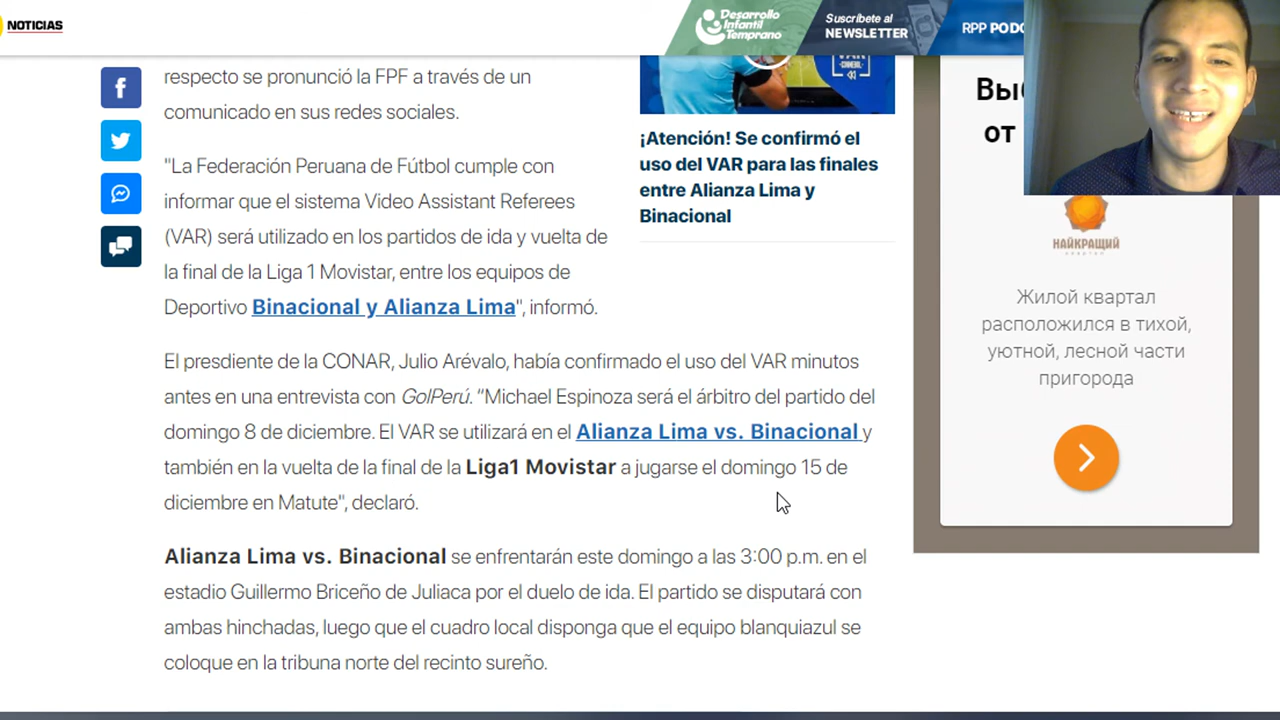 NOTICIAS
Desarrollo
Infantil
Temprano
Suscríbete al
NEWSLETTER
RPP
respecto se pronunció la FPF a través de un
comunicado en sus redes sociales.
"La Federación Peruana de Fútbol cumple con
informar que el sistema Video Assistant Referees
(VAR) será utilizado en los partidos de ida y vuelta de
la final de la Liga 1 Movistar, entre los equipos de
Deportivo Binacional y Alianza Lima", informó.
El presidente de la CONAR, Julio Arévalo, había confirmado el uso del VAR minutos
antes en una entrevista con GolPerú. "Michael Espinoza será el árbitro del partido del
domingo 8 de diciembre. El VAR se utilizará en el Alianza Lima vs. Binacional y
también en la vuelta de la final de la Liga1 Movistar a jugarse el domingo 15 de
diciembre en Matute", declaró.
Alianza Lima vs. Binacional se enfrentarán este domingo a las 3:00 p.m. en el
estadio Guillermo Briceño de Juliaca por el duelo de ida. El partido se disputará con
ambas hinchadas, luego que el cuadro local disponga que el equipo blanquiazul se
coloque en la tribuna norte del recinto sureño.
VAR
¡Atención! Se confirmó el
uso del VAR para las finales
entre Alianza Lima y
Binacional
от
НАЙКРАЩИЙ
Жилой квартал
расположился в тихой,
уютной, лесной части
пригорода